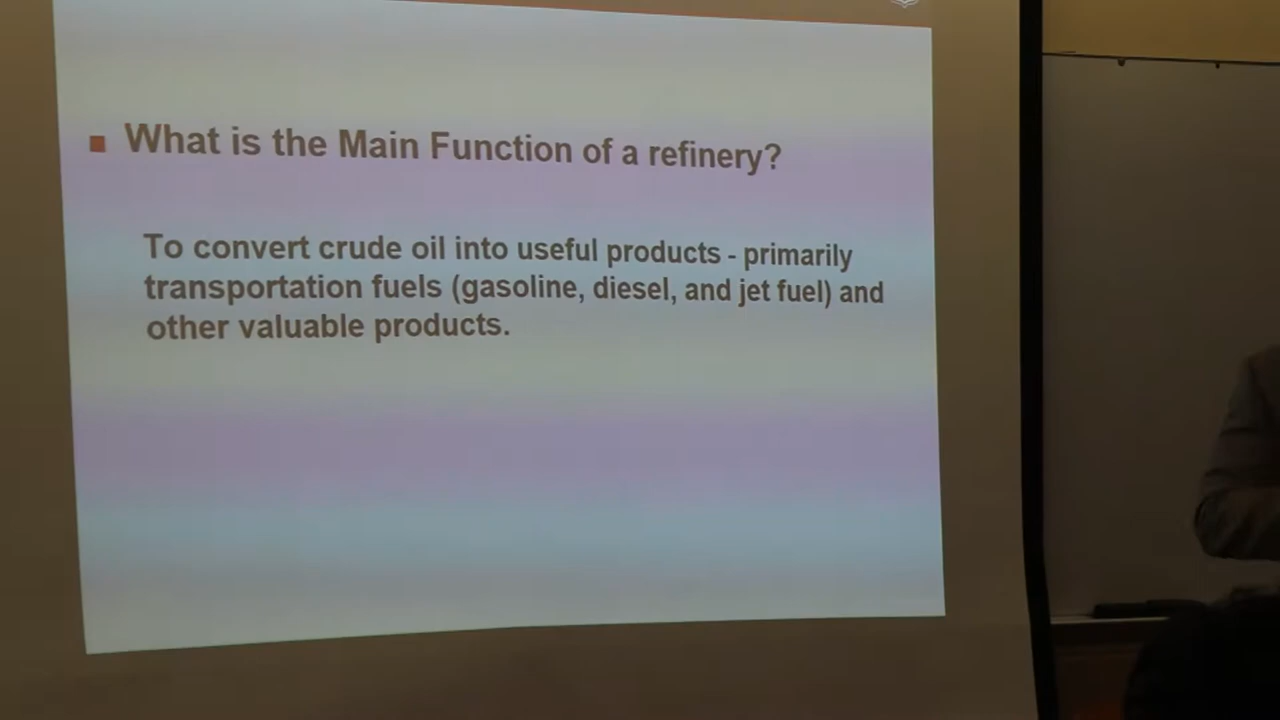 What is the Main Function of a refinery?
To convert crude oil into useful products - primarily
transportation fuels (gasoline, diesel, and jet fuel) and
other valuable products.